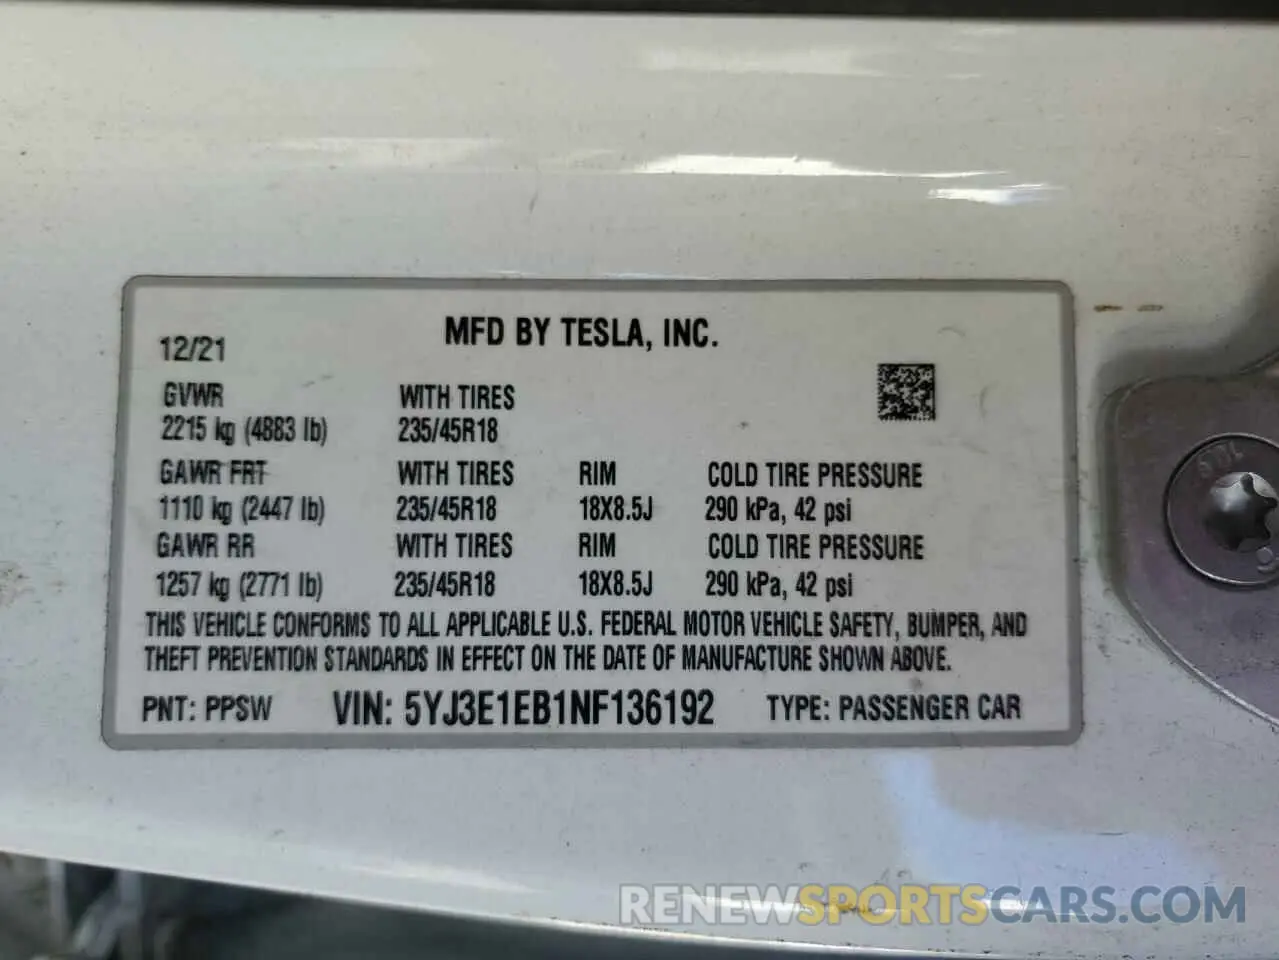 MFD BY TESLA, INC.
12/21
GVWR WITH TIRES
2215 kg (4883 lb) 235/45R18
GAWR FRT WITH TIRES RIM COLD TIRE PRESSURE
1110 kg (2447 lb) 235/45R18 18X8.5J 290 kPa, 42 psi
GAWR RR WITH TIRES RIM COLD TIRE PRESSURE
1257 kg (2771 lb) 235/45R18 18X8.5J 290 kPa, 42 psi
THIS VEHICLE CONFORMS TO ALL APPLICABLE U.S. FEDERAL MOTOR VEHICLE SAFETY, BUMPER, AND
THEFT PREVENTION STANDARDS IN EFFECT ON THE DATE OF MANUFACTURE SHOWN ABOVE.
PNT: PPSW VIN: 5YJ3E1EB1NF136192 TYPE: PASSENGER CAR
RENEWSPORTSCARS.COM